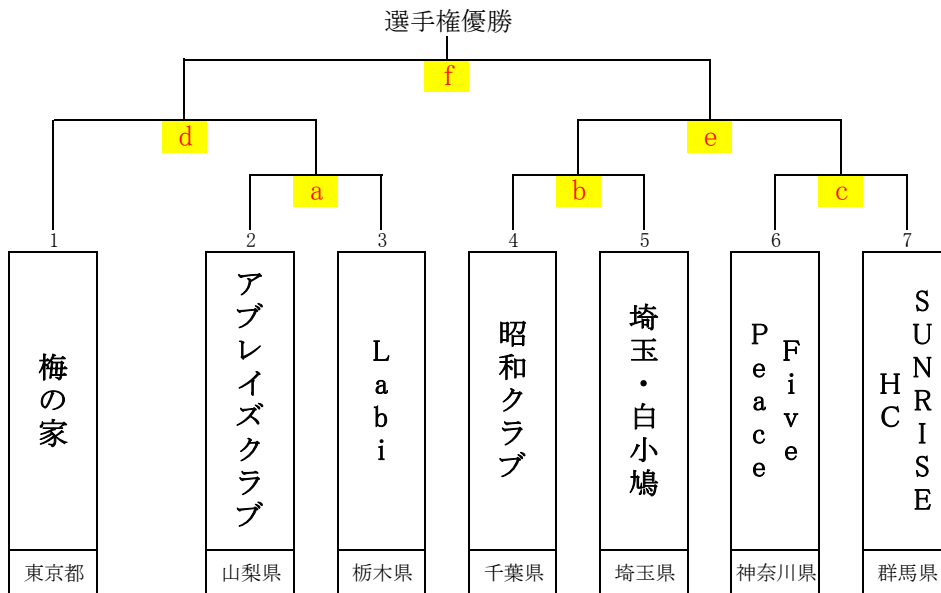 選手権優勝
f
d
e
a
b
c
1
2
3
4
5
6
7
梅の家
アブレイズクラブ
Labi
昭和クラブ
埼玉・白小鳩
Five
Peace
SUNRISE
HC
東京都
山梨県
栃木県
千葉県
埼玉県
神奈川県
群馬県